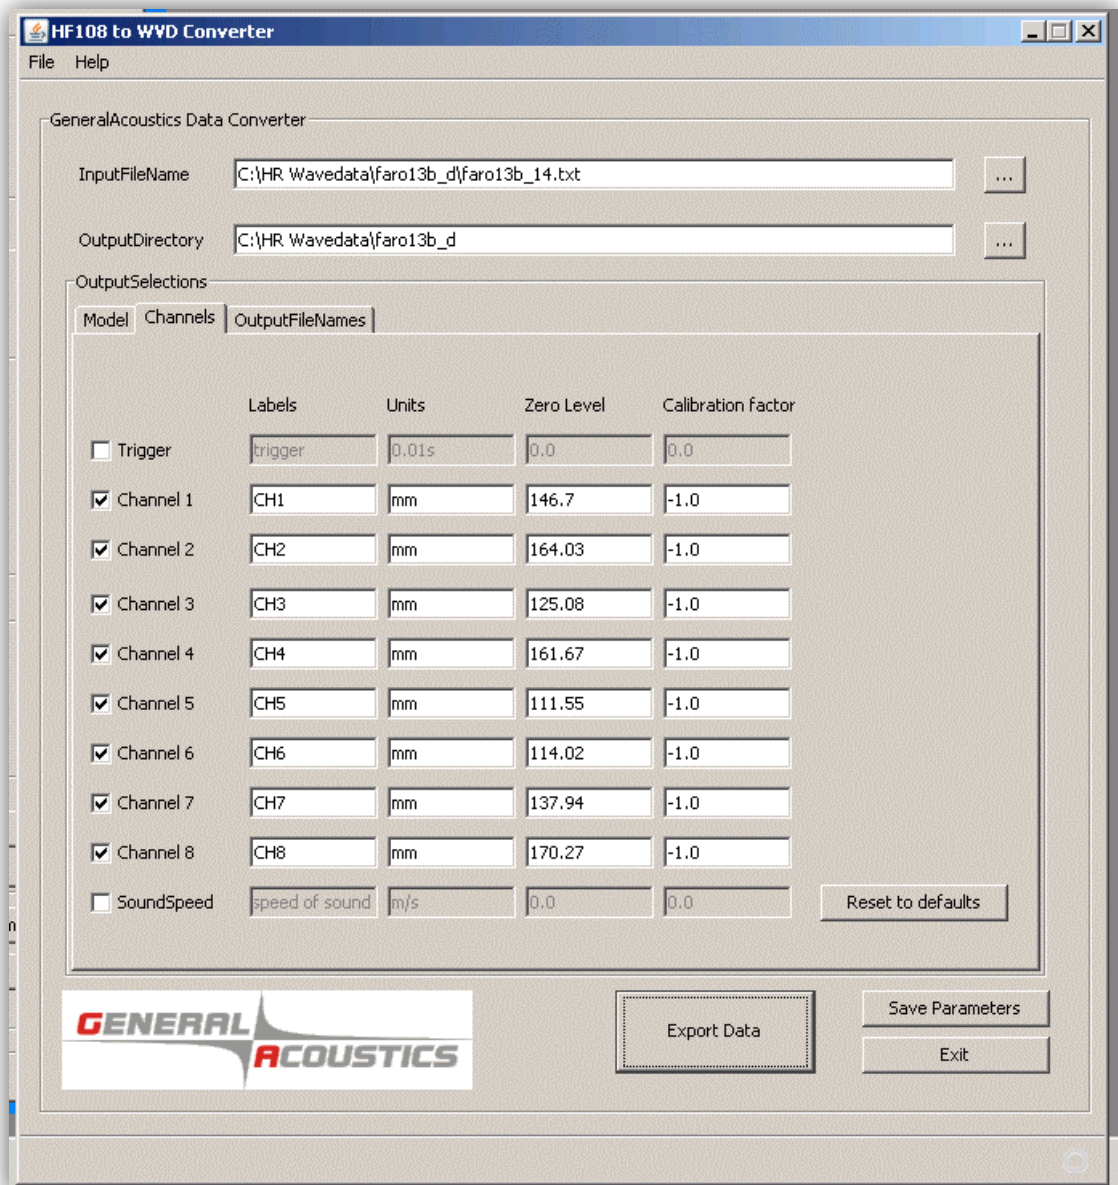 HF108 to WVD Converter
File Help
GeneralAcoustics Data Converter
InputFileName C:\HR Wavedata\faro13b_d\faro13b_14.txt ...
OutputDirectory C:\HR Wavedata\faro13b_d ...
OutputSelections
Model Channels OutputFileNames
Labels Units Zero Level Calibration factor
Trigger trigger 0.01s 0.0 0.0
Channel 1 CH1 mm 146.7 -1.0
Channel 2 CH2 mm 164.03 -1.0
Channel 3 CH3 mm 125.08 -1.0
Channel 4 CH4 mm 161.67 -1.0
Channel 5 CH5 mm 111.55 -1.0
Channel 6 CH6 mm 114.02 -1.0
Channel 7 CH7 mm 137.94 -1.0
Channel 8 CH8 mm 170.27 -1.0
SoundSpeed speed of sound m/s 0.0 0.0 Reset to defaults
GENERAL
ACOUSTICS
Export Data
Save Parameters
Exit